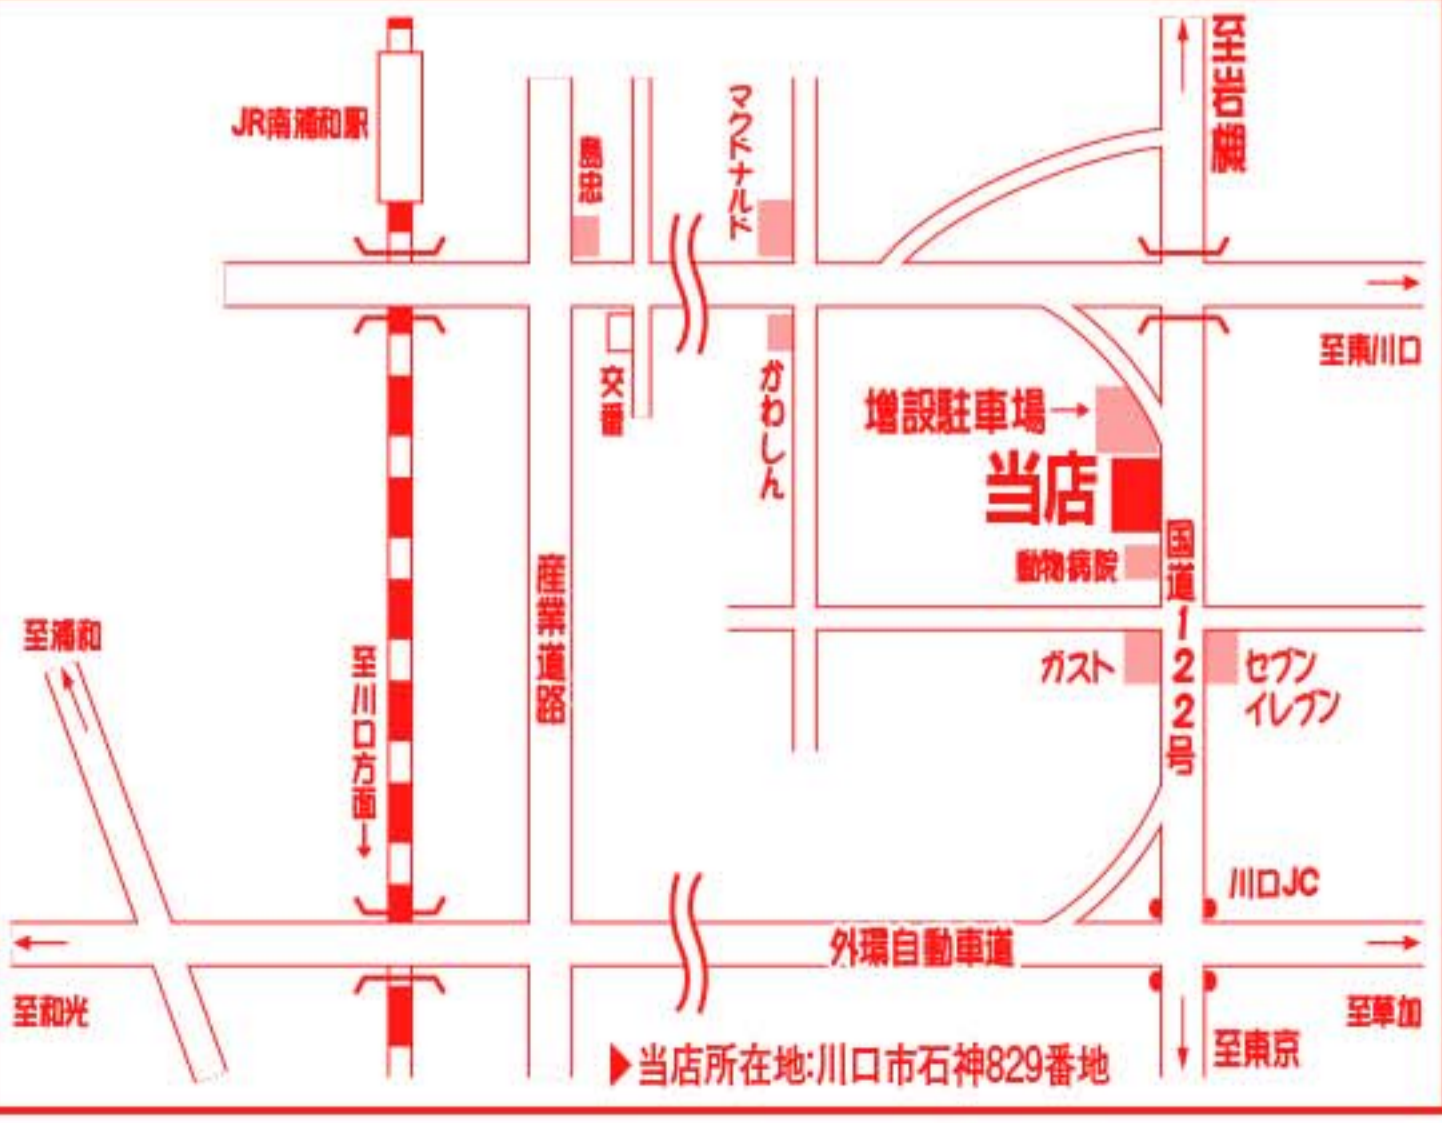 至岩槻
JR南浦和駅
島忠
マクドナルド
至東川口
交番
かわしん
増設駐車場→
当店
動物病院
国道122号
産業道路
至浦和
至川口方面→
ガスト
セブン
イレブン
川口JC
外環自動車道
至和光
至草加
至東京
▶当店所在地:川口市石神829番地